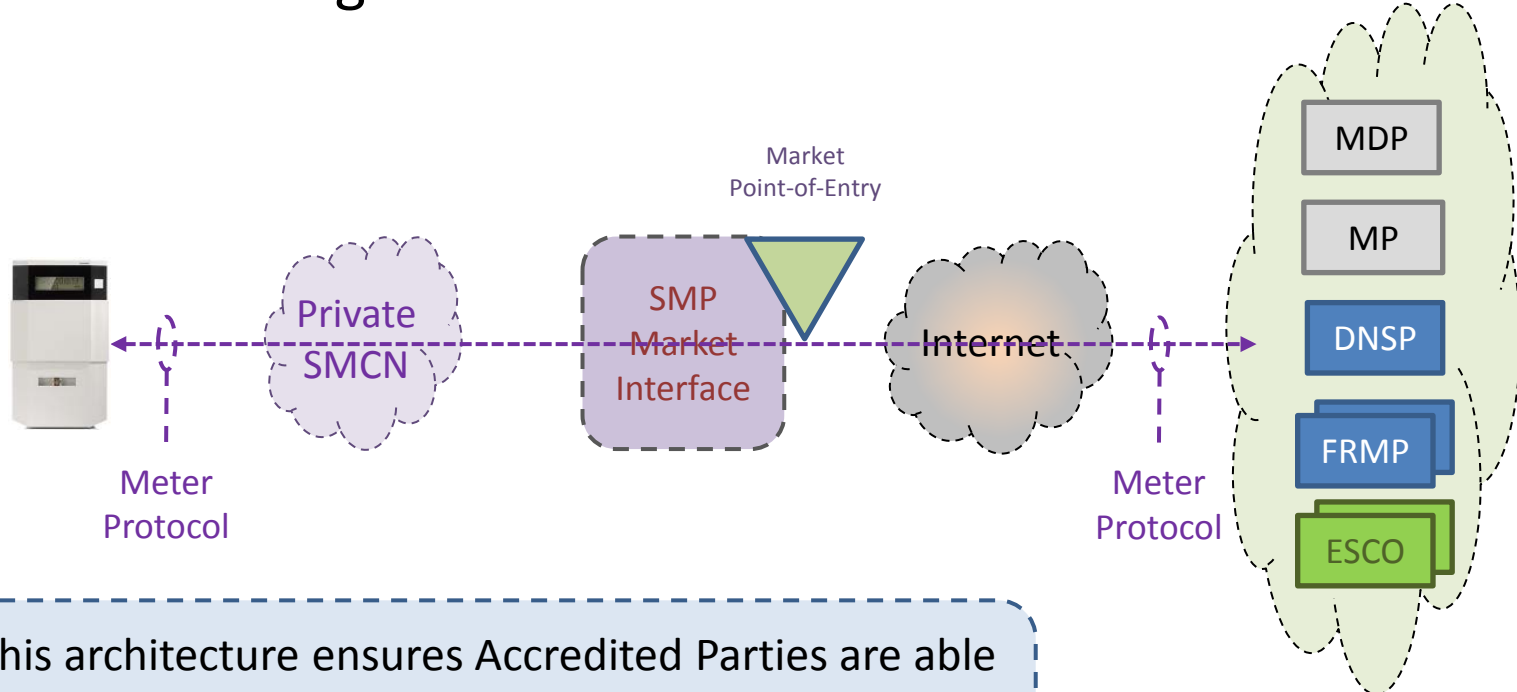 Market
Point-of-Entry
MDP
MP
DNSP
FRMP
ESCO
Private
SMCN
SMP
Market
Interface
Internet
Meter
Protocol
Meter
Protocol
his architecture ensures Accredited Parties are able